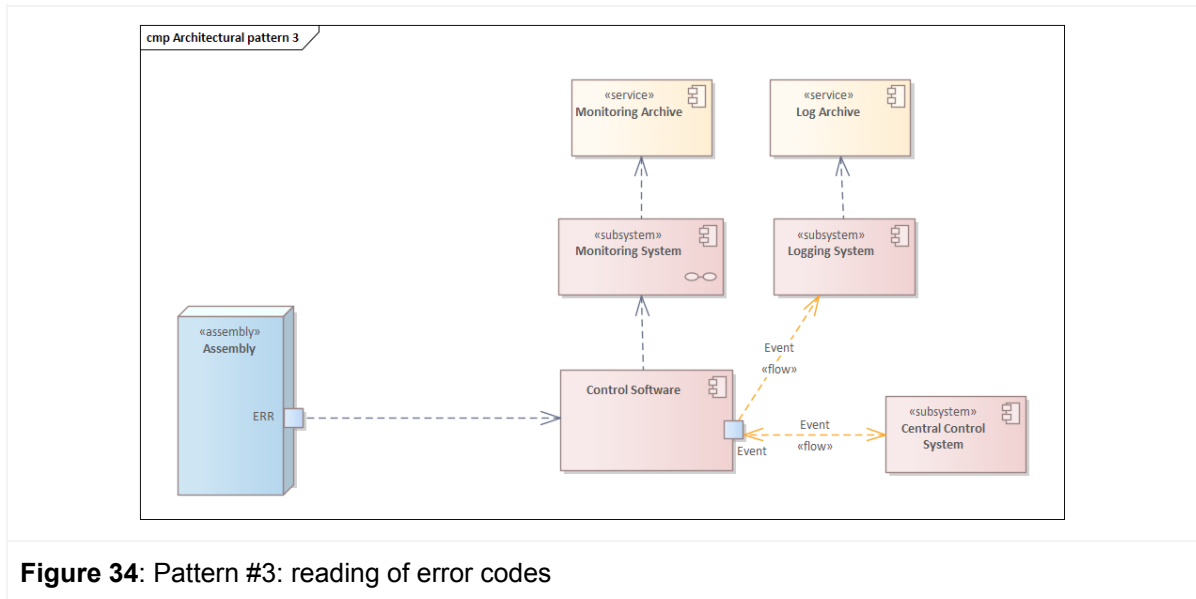 cmp Architectural pattern 3
«service»
Monitoring Archive
«service»
Log Archive
«subsystem»
Monitoring System
«subsystem»
Logging System
«assembly»
Assembly
ERR
Control Software
Event
«flow»
Event
Event
«flow»
«subsystem»
Central Control
System
Figure 34: Pattern #3: reading of error codes